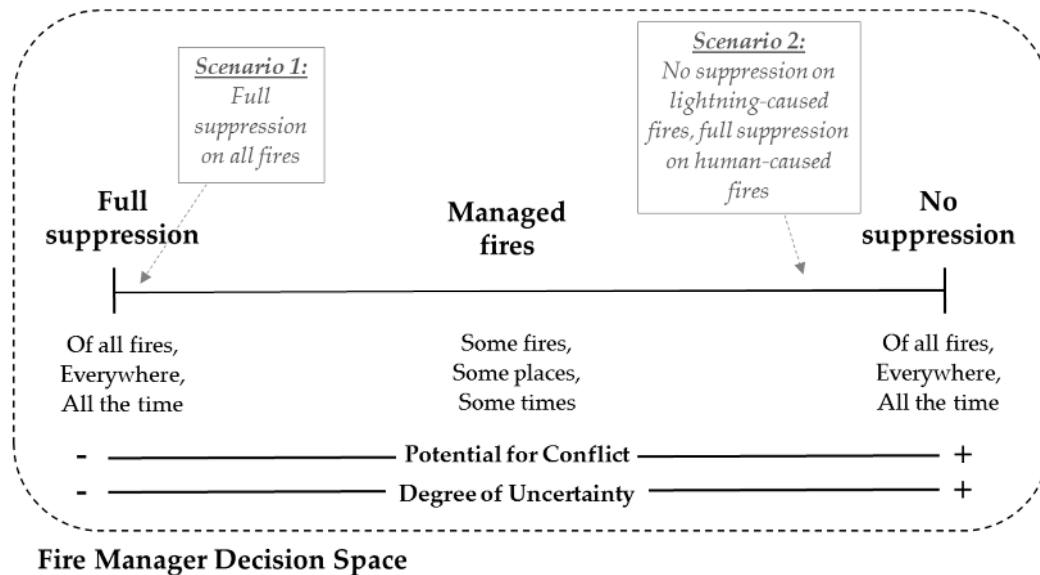 Scenario 1:
Full
suppression
on all fires
Scenario 2:
No suppression on
lightning-caused
fires, full suppression
on human-caused
fires
Full
suppression
Managed
fires
No
suppression
Of all fires,
Everywhere,
All the time
Some fires,
Some places,
Some times
Of all fires,
Everywhere,
All the time
- Potential for Conflict +
- Degree of Uncertainty +
Fire Manager Decision Space